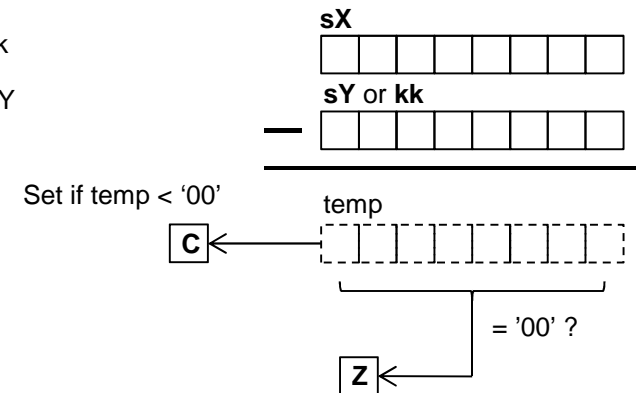 sX
k
sY or kk
Y
Set if temp < ‘00’
temp
C
= ’00’ ?
Z